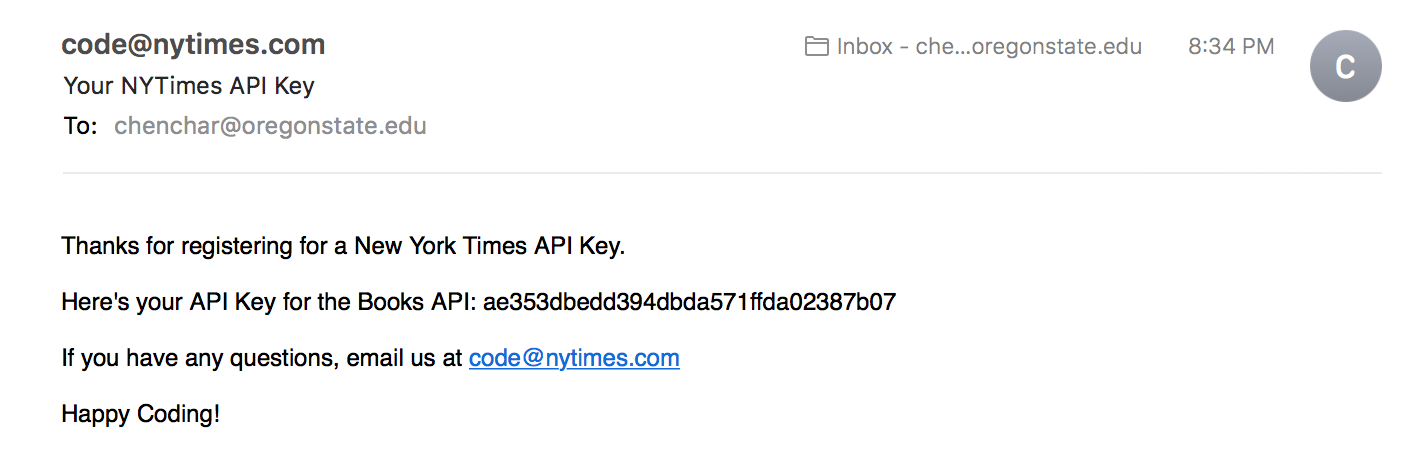 code@nytimes.com
Inbox - che...oregonstate.edu 8:34 PM
C
Your NYTimes API Key
To: chenchar@oregonstate.edu
Thanks for registering for a New York Times API Key.
Here's your API Key for the Books API: ae353dbedd394dbda571ffda02387b07
If you have any questions, email us at code@nytimes.com
Happy Coding!